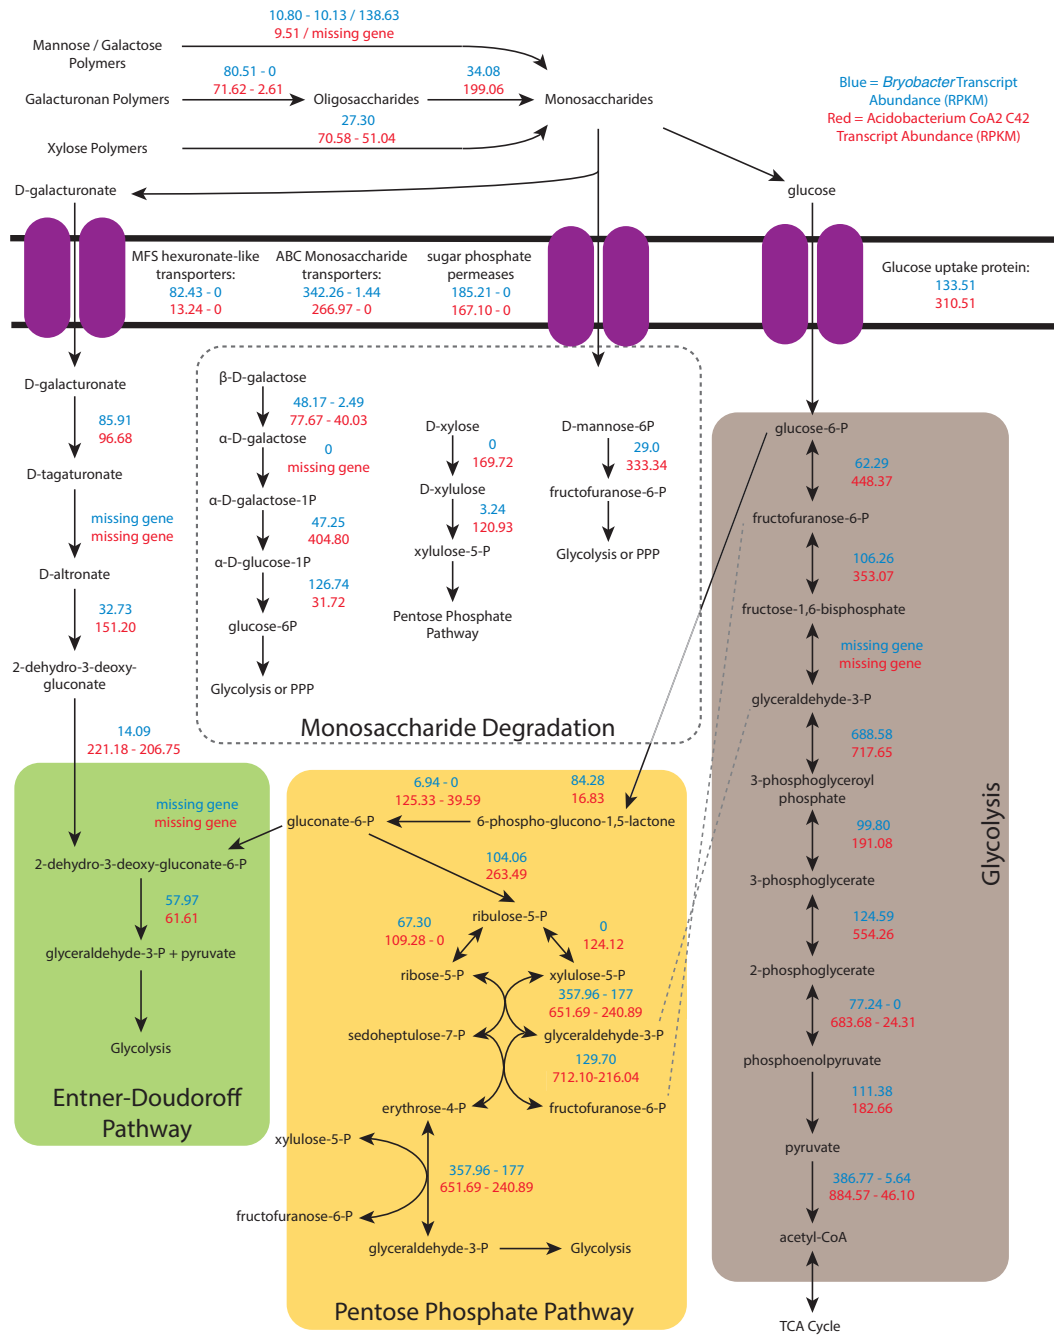 10.80 - 10.13 / 138.63
9.51 / missing gene
Mannose / Galactose
Polymers
80.51 - 0
71.62 - 2.61
34.08
199.06
Galacturonan Polymers
Oligosaccharides
Monosaccharides
27.30
70.58 - 51.04
Xylose Polymers
Blue = Bryobacter Transcript
Abundance (RPKM)
Red = Acidobacterium CoA2 C42
Transcript Abundance (RPKM)
D-galacturonate
glucose
MFS hexuronate-like
transporters:
82.43 - 0
13.24 - 0
ABC Monosaccharide
transporters:
342.26 - 1.44
266.97 - 0
sugar phosphate
permeases
185.21 - 0
167.10 - 0
Glucose uptake protein:
133.51
310.51
D-galacturonate
85.91
96.68
D-tagaturonate
missing gene
missing gene
D-altronate
32.73
151.20
2-dehydro-3-deoxy-
gluconate
14.09
221.18 - 206.75
β-D-galactose
48.17 - 2.49
77.67 - 40.03
α-D-galactose
0
missing gene
α-D-galactose-1P
47.25
404.80
α-D-glucose-1P
126.74
31.72
glucose-6P
Glycolysis or PPP
D-xylose
0
169.72
D-xylulose
3.24
120.93
xylulose-5-P
Pentose Phosphate
Pathway
D-mannose-6P
29.0
333.34
fructofuranose-6-P
Glycolysis or PPP
Monosaccharide Degradation
glucose-6-P
62.29
448.37
fructofuranose-6-P
106.26
353.07
fructose-1,6-bisphosphate
missing gene
missing gene
glyceraldehyde-3-P
688.58
717.65
3-phosphoglyceroyl
phosphate
99.80
191.08
3-phosphoglycerate
124.59
554.26
2-phosphoglycerate
77.24 - 0
683.68 - 24.31
phosphoenolpyruvate
111.38
182.66
pyruvate
386.77 - 5.64
884.57 - 46.10
acetyl-CoA
TCA Cycle
Glycolysis
missing gene
missing gene
2-dehydro-3-deoxy-gluconate-6-P
57.97
61.61
glyceraldehyde-3-P + pyruvate
Glycolysis
Entner-Doudoroff
Pathway
6.94 - 0
125.33 - 39.59
84.28
16.83
gluconate-6-P
6-phospho-glucono-1,5-lactone
104.06
263.49
ribulose-5-P
67.30
109.28 - 0
0
124.12
ribose-5-P
xylulose-5-P
357.96 - 177
651.69 - 240.89
sedoheptulose-7-P
glyceraldehyde-3-P
129.70
712.10-216.04
erythrose-4-P
fructofuranose-6-P
xylulose-5-P
357.96 - 177
651.69 - 240.89
fructofuranose-6-P
glyceraldehyde-3-P
Glycolysis
Pentose Phosphate Pathway